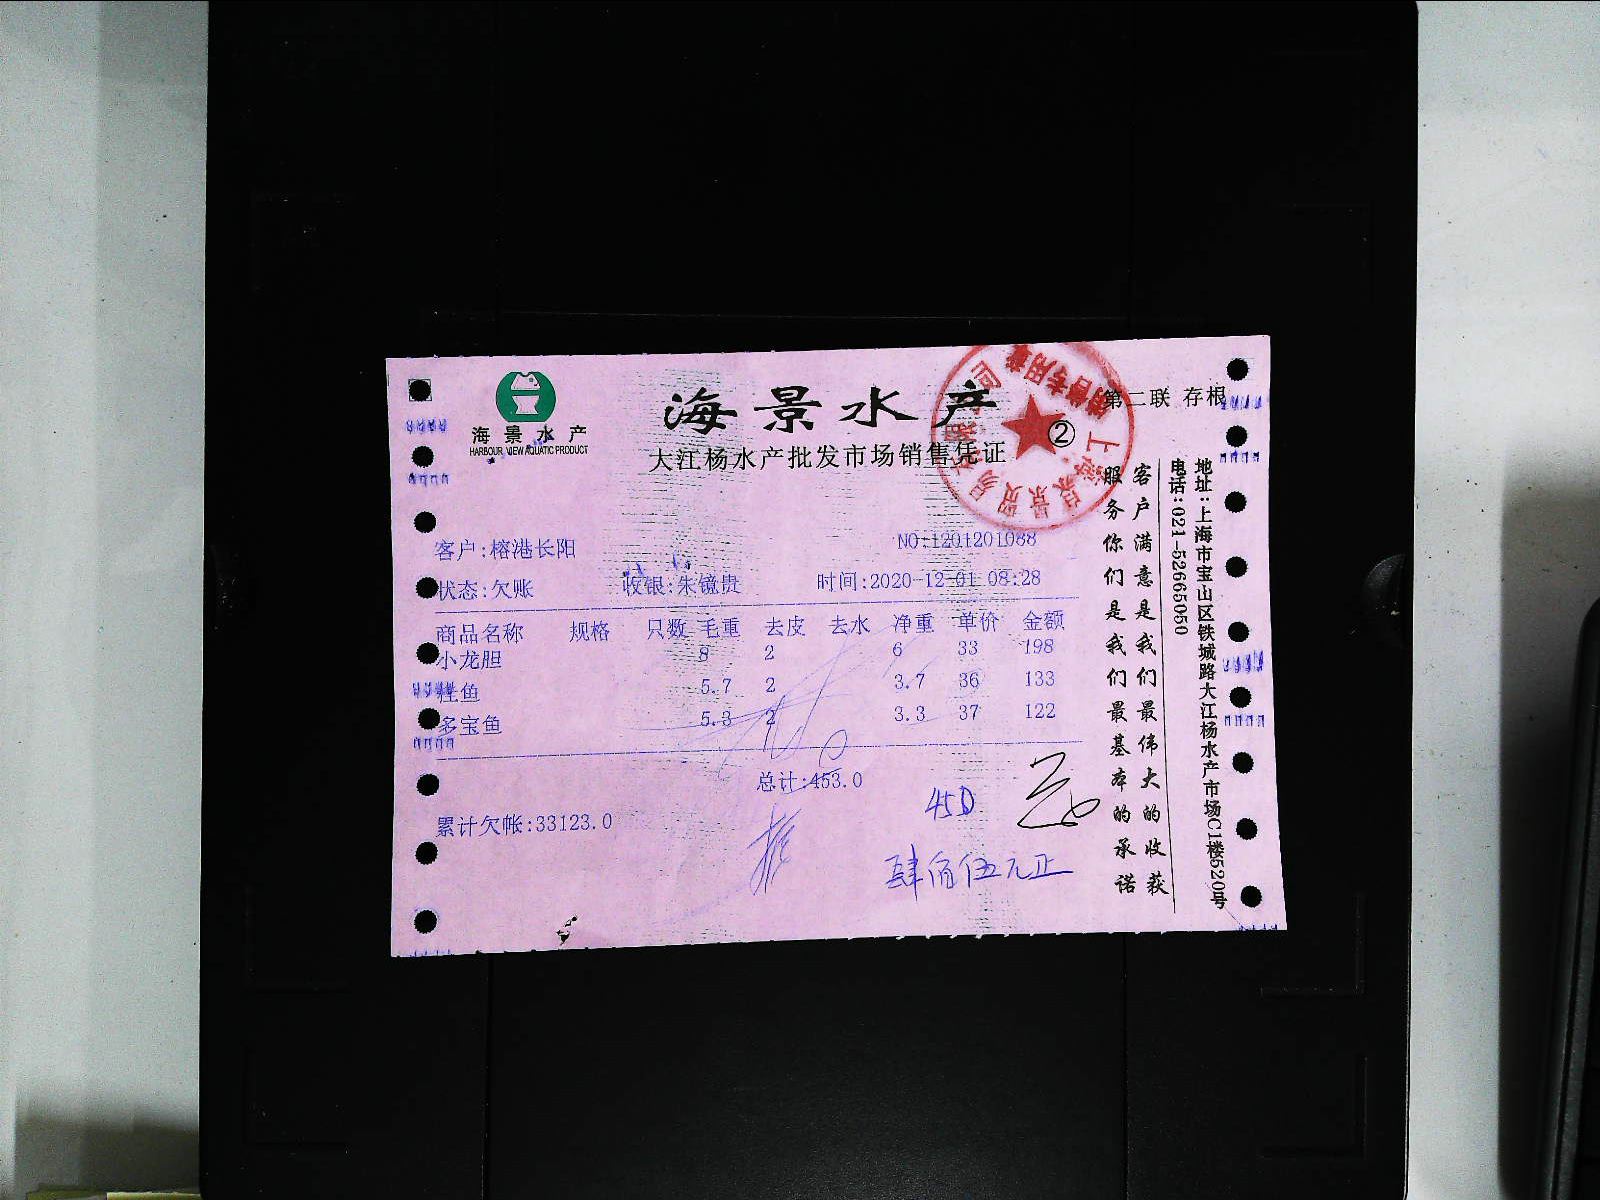 海景水产
HARBOUR VIEW AQUATIC PRODUCT
海景水产
大江杨水产批发市场销售凭证
第二联 存根
②
销售专用章
客户:榕港长阳
NO:1201201088
状态:欠账 收银:朱镜贵 时间:2020-12-01 08:28
商品名称 规格 只数 毛重 去皮 去水 净重 单价 金额
小龙胆 8 2 6 33 198
桂鱼 5.7 2 3.7 36 133
多宝鱼 5.3 2 3.3 37 122
总计:453.0
累计欠帐:33123.0
450
肆佰伍元正
地址:上海市宝山区铁城路大江杨水产市场C1楼520号
电话:021-52665050
客户满意是我们最伟大的收获
服务你们是我们最基本的承诺